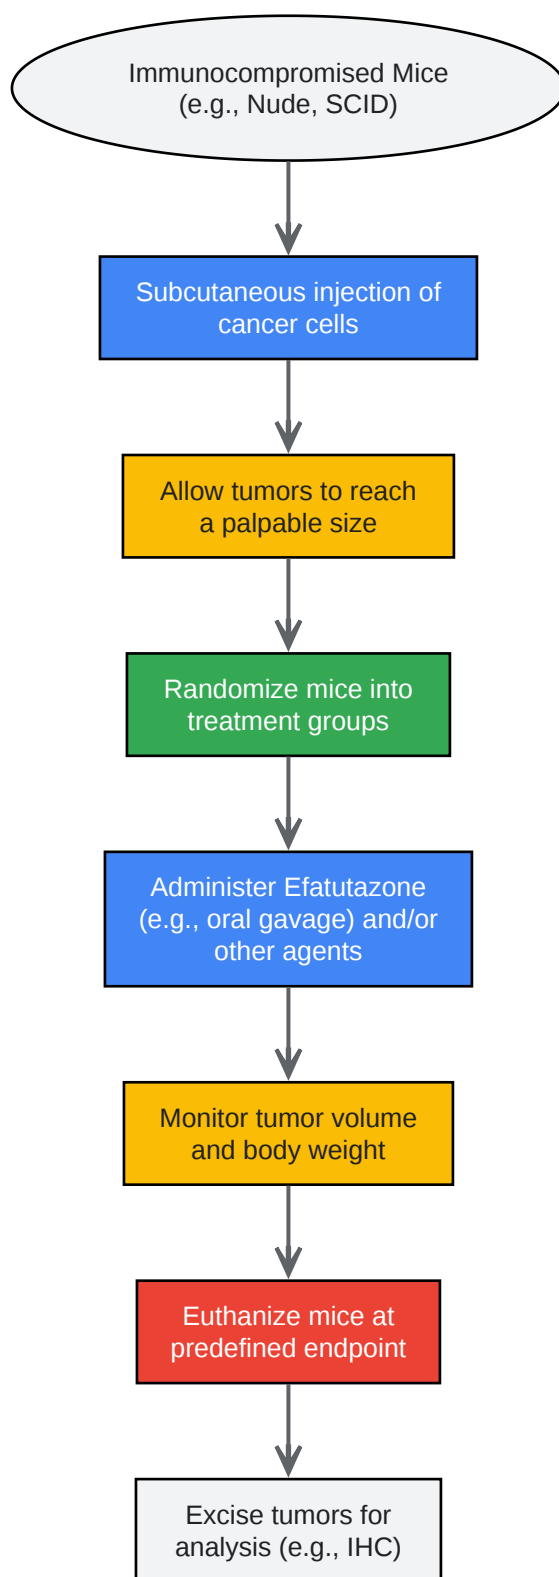 Immunocompromised Mice
(e.g., Nude, SCID)
Subcutaneous injection of
cancer cells
Allow tumors to reach
a palpable size
Randomize mice into
treatment groups
Administer Efatutazone
(e.g., oral gavage) and/or
other agents
Monitor tumor volume
and body weight
Euthanize mice at
predefined endpoint
Excise tumors for
analysis (e.g., IHC)